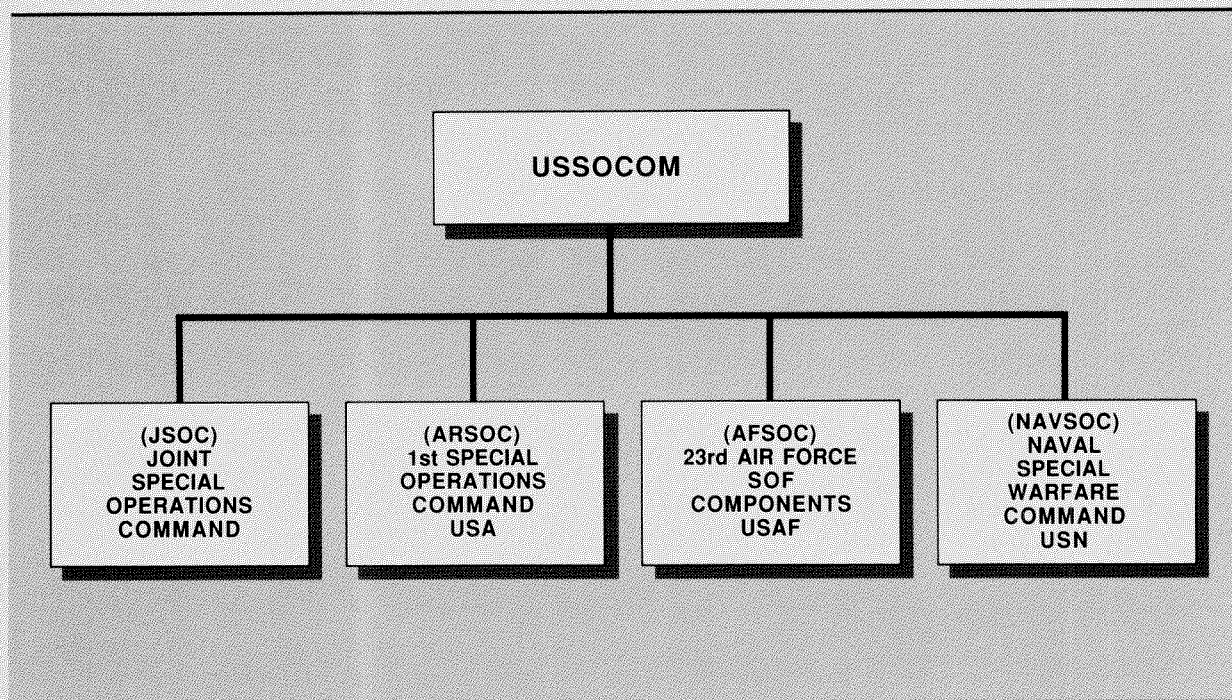 USSOCOM
(JSOC)
JOINT
SPECIAL
OPERATIONS
COMMAND
(ARSOC)
1st SPECIAL
OPERATIONS
COMMAND
USA
(AFSOC)
23rd AIR FORCE
SOF
COMPONENTS
USAF
(NAVSOC)
NAVAL
SPECIAL
WARFARE
COMMAND
USN